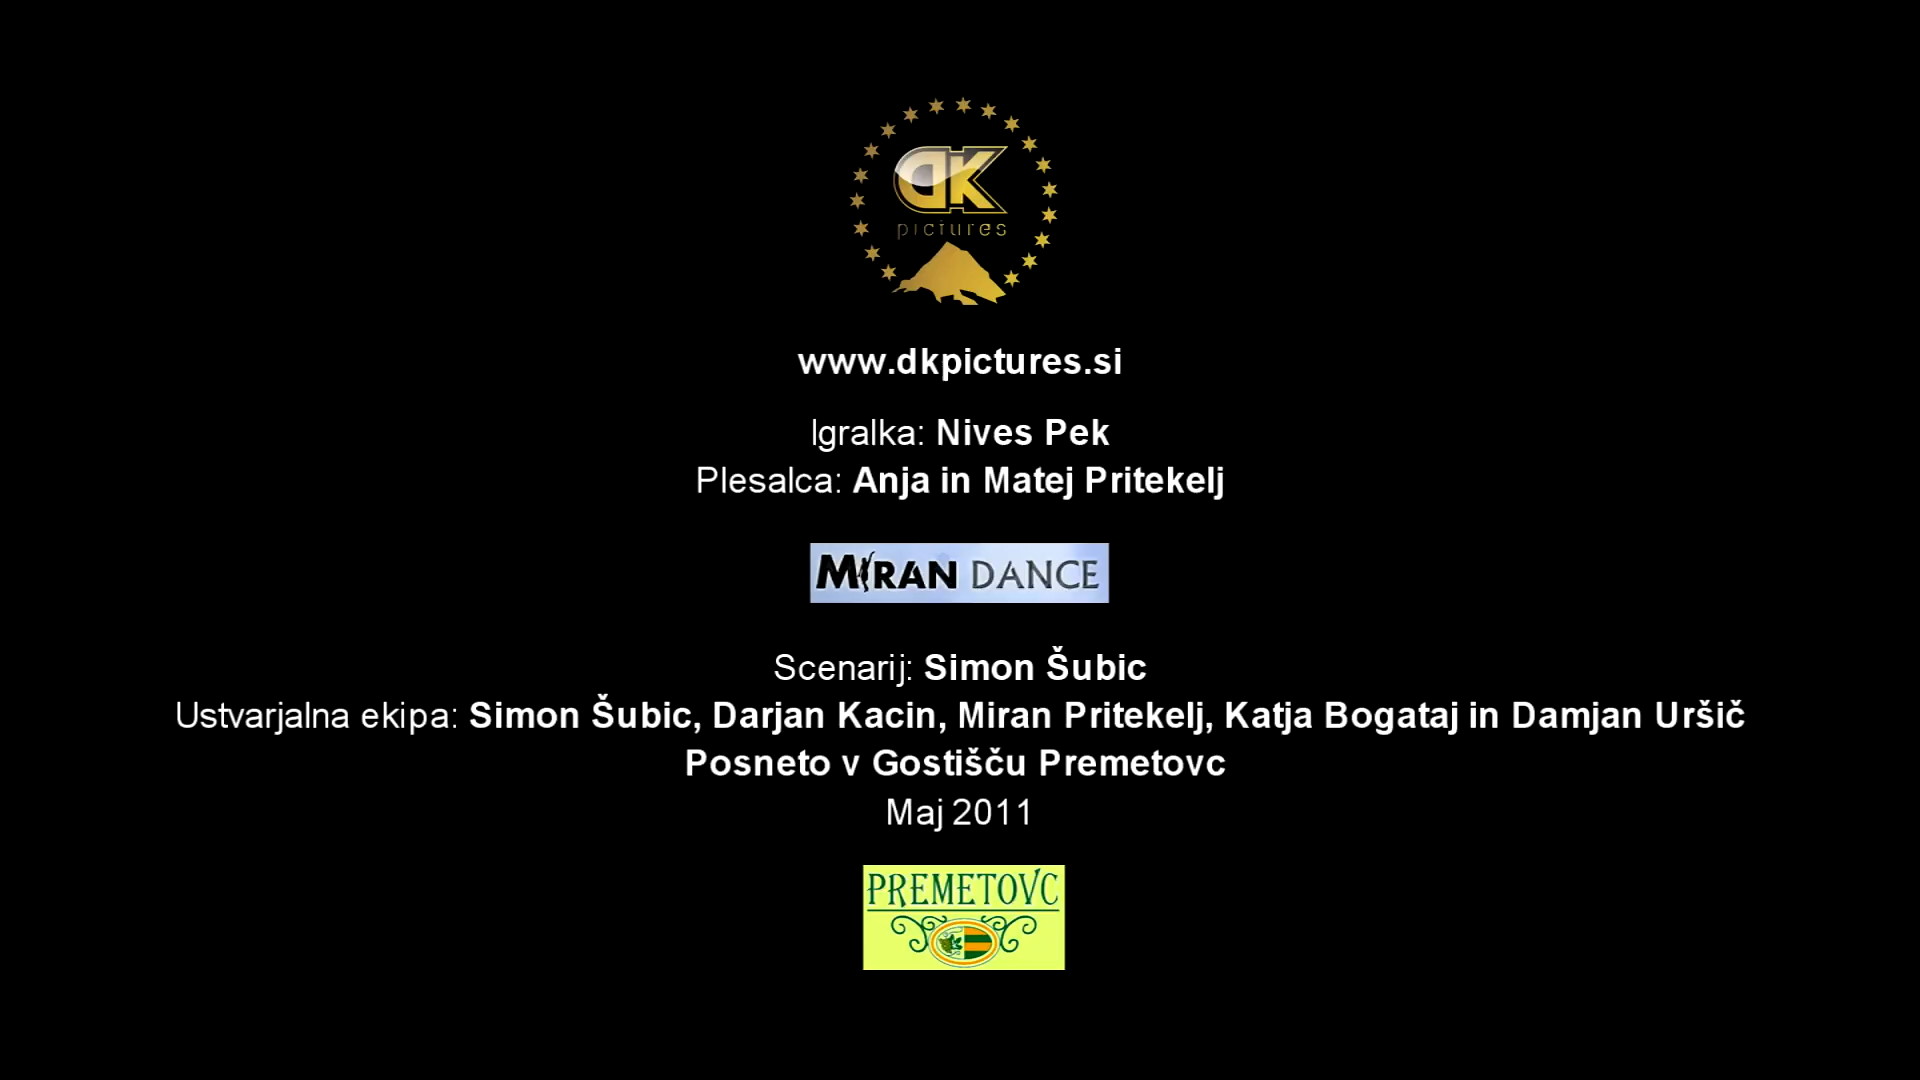 DK
pictures
www.dkpictures.si
Igralka: Nives Pek
Plesalca: Anja in Matej Pritekelj
MIRAN DANCE
Scenarij: Simon Šubic
Ustvarjalna ekipa: Simon Šubic, Darjan Kacin, Miran Pritekelj, Katja Bogataj in Damjan Uršič
Posneto v Gostišču Premetovc
Maj 2011
PREMETOVC